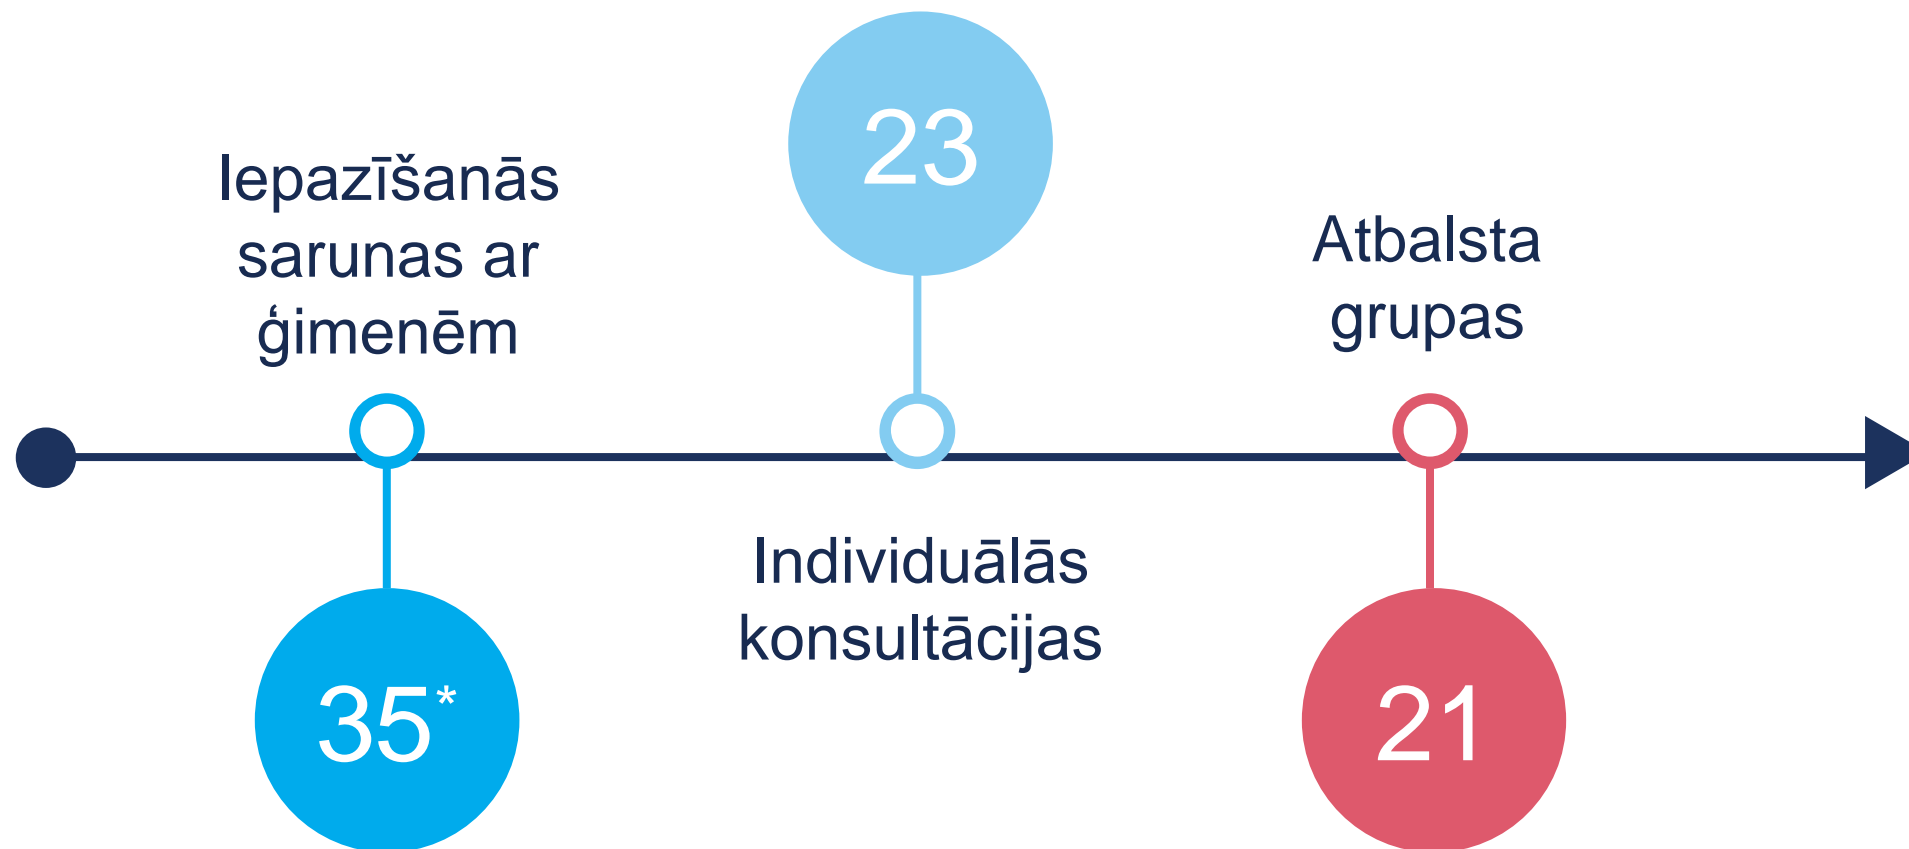 Iepazīšanās
sarunas ar
ģimenēm
35*
23
Individuālās
konsultācijas
Atbalsta
grupas
21